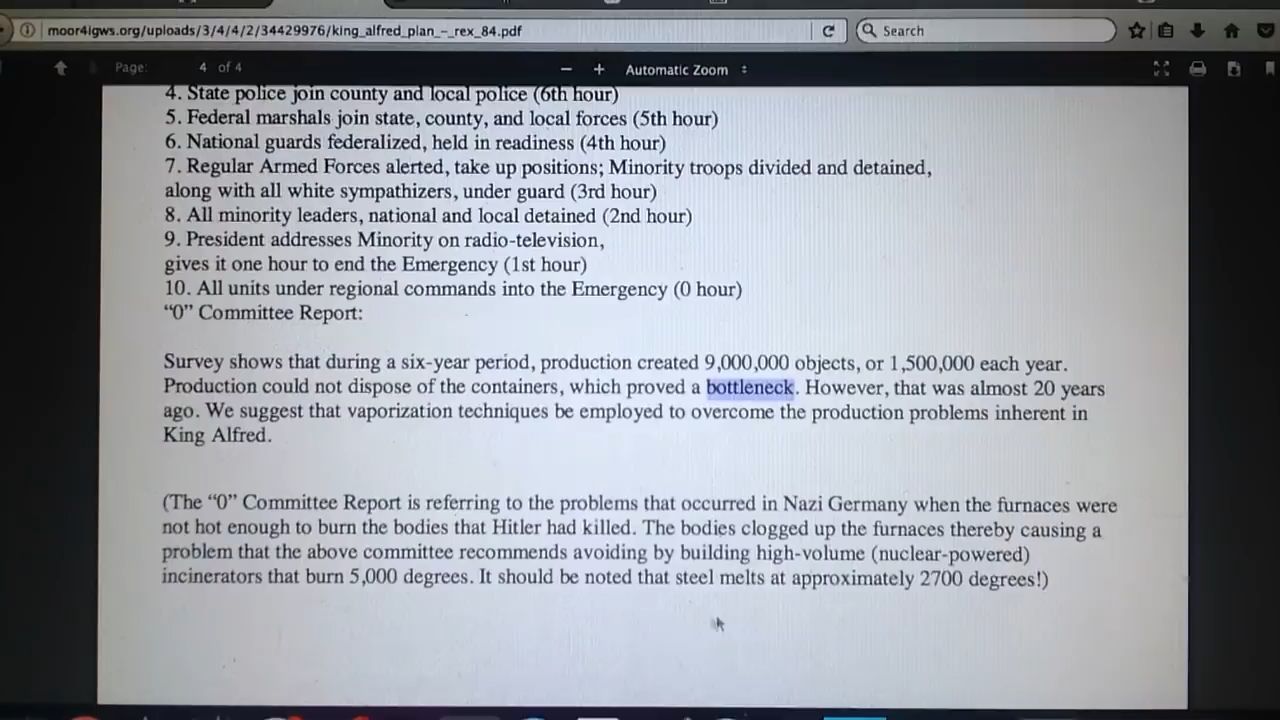 moor4igws.org/uploads/3/4/4/2/34429976/king_alfred_plan_-_rex_84.pdf
Search
Page: 4 of 4
Automatic Zoom
4. State police join county and local police (6th hour)
5. Federal marshals join state, county, and local forces (5th hour)
6. National guards federalized, held in readiness (4th hour)
7. Regular Armed Forces alerted, take up positions; Minority troops divided and detained,
along with all white sympathizers, under guard (3rd hour)
8. All minority leaders, national and local detained (2nd hour)
9. President addresses Minority on radio-television,
gives it one hour to end the Emergency (1st hour)
10. All units under regional commands into the Emergency (0 hour)
“0” Committee Report:
Survey shows that during a six-year period, production created 9,000,000 objects, or 1,500,000 each year.
Production could not dispose of the containers, which proved a bottleneck. However, that was almost 20 years
ago. We suggest that vaporization techniques be employed to overcome the production problems inherent in
King Alfred.
(The “0” Committee Report is referring to the problems that occurred in Nazi Germany when the furnaces were
not hot enough to burn the bodies that Hitler had killed. The bodies clogged up the furnaces thereby causing a
problem that the above committee recommends avoiding by building high-volume (nuclear-powered)
incinerators that burn 5,000 degrees. It should be noted that steel melts at approximately 2700 degrees!)